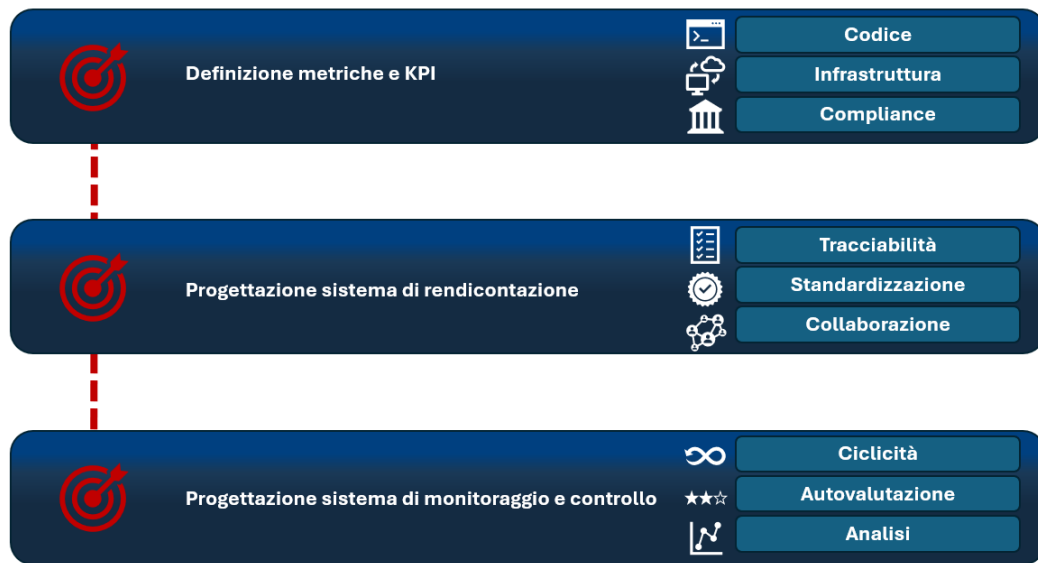 Definizione metriche e KPI
Codice
Infrastruttura
Compliance
Progettazione sistema di rendicontazione
Tracciabilità
Standardizzazione
Collaborazione
Progettazione sistema di monitoraggio e controllo
Ciclicità
Autovalutazione
Analisi